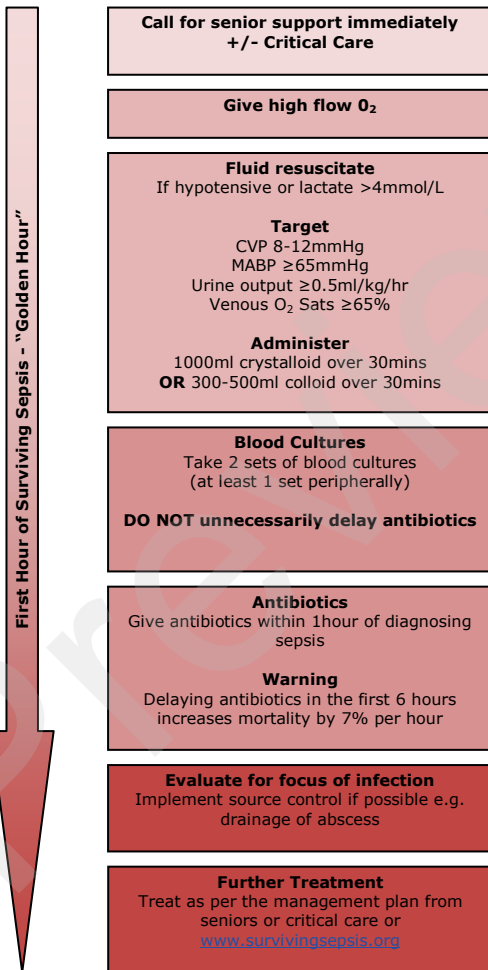 First Hour of Surviving Sepsis - “Golden Hour”
Call for senior support immediately
+/- Critical Care
Give high flow 0₂
Fluid resuscitate
If hypotensive or lactate >4mmol/L
Target
CVP 8-12mmHg
MABP ≥65mmHg
Urine output ≥0.5ml/kg/hr
Venous O₂ Sats ≥65%
Administer
1000ml crystalloid over 30mins
OR 300-500ml colloid over 30mins
Blood Cultures
Take 2 sets of blood cultures
(at least 1 set peripherally)
DO NOT unnecessarily delay antibiotics
Antibiotics
Give antibiotics within 1hour of diagnosing
sepsis
Warning
Delaying antibiotics in the first 6 hours
increases mortality by 7% per hour
Evaluate for focus of infection
Implement source control if possible e.g.
drainage of abscess
Further Treatment
Treat as per the management plan from
seniors or critical care or
www.survivingsepsis.org
Previe